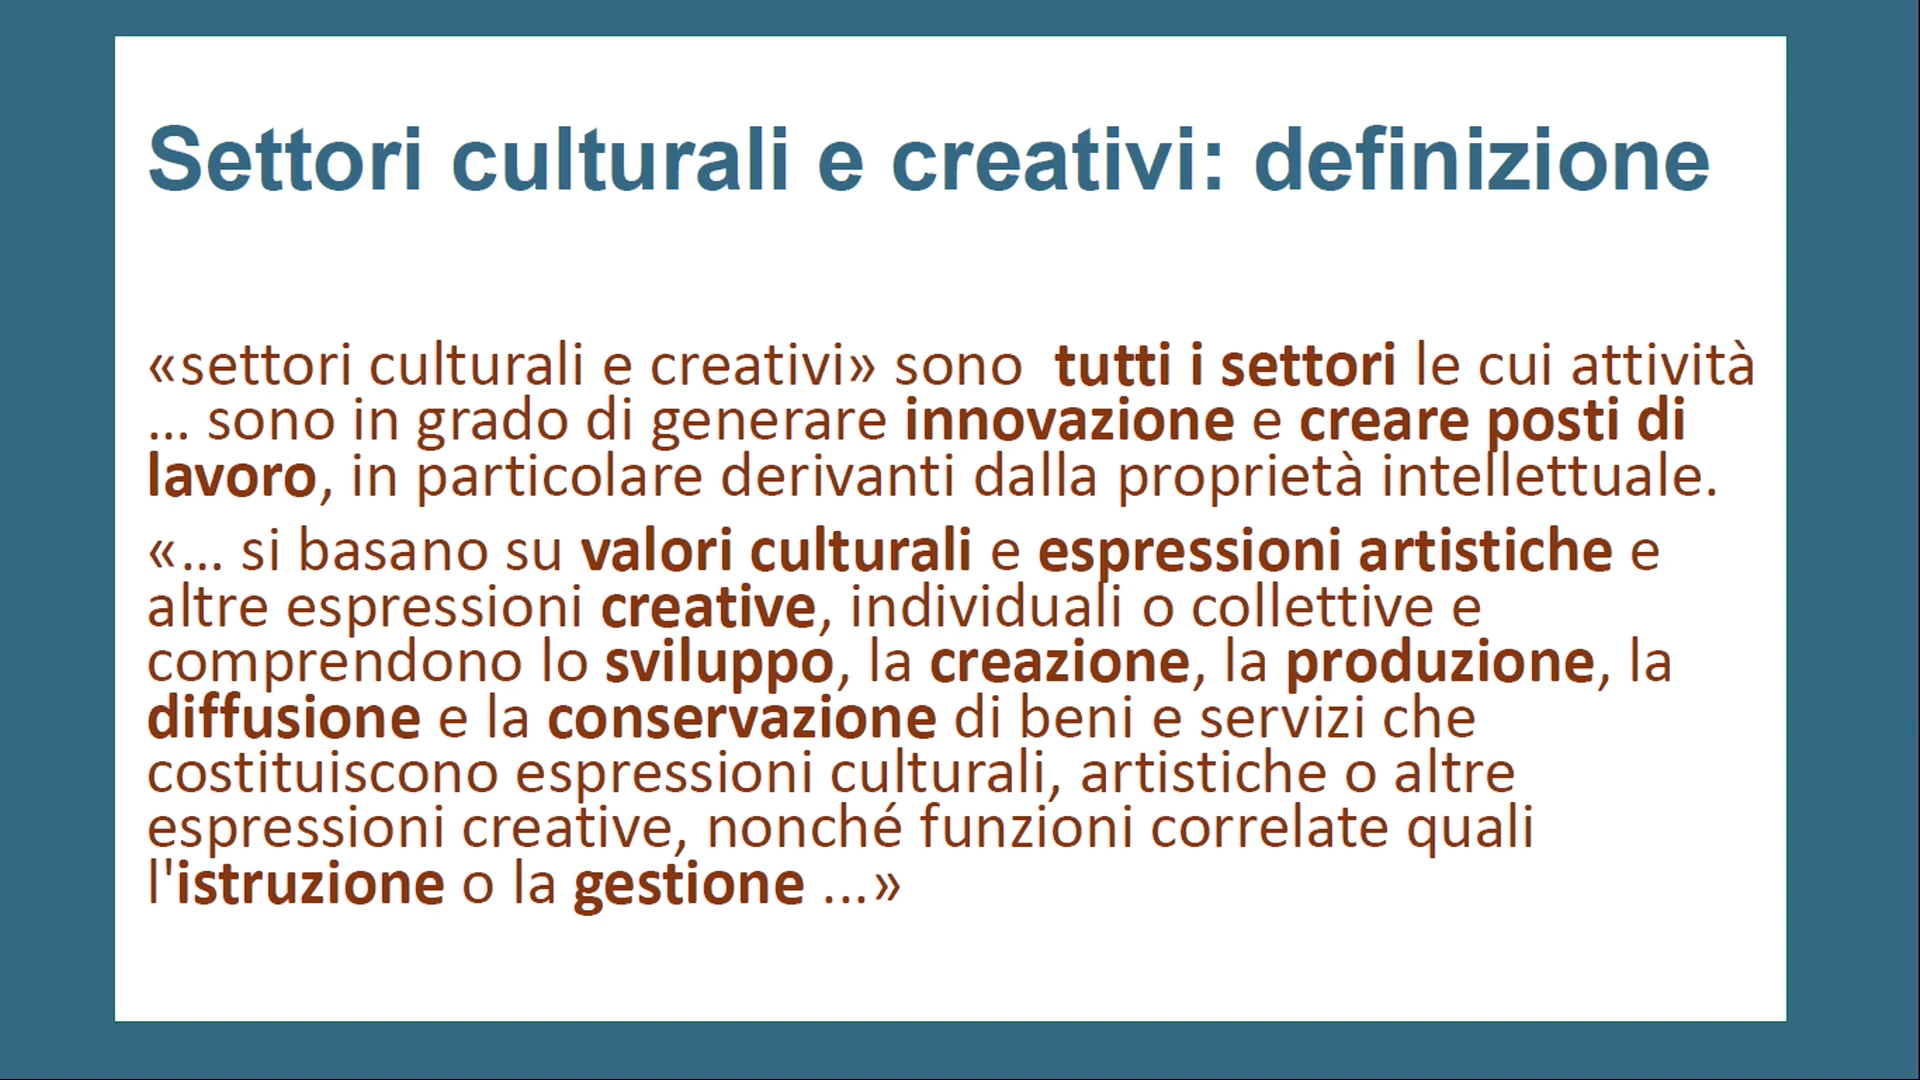 Settori culturali e creativi: definizione
«settori culturali e creativi» sono tutti i settori le cui attività
... sono in grado di generare innovazione e creare posti di
lavoro, in particolare derivanti dalla proprietà intellettuale.
«... si basano su valori culturali e espressioni artistiche e
altre espressioni creative, individuali o collettive e
comprendono lo sviluppo, la creazione, la produzione, la
diffusione e la conservazione di beni e servizi che
costituiscono espressioni culturali, artistiche o altre
espressioni creative, nonché funzioni correlate quali
l'istruzione o la gestione ...»